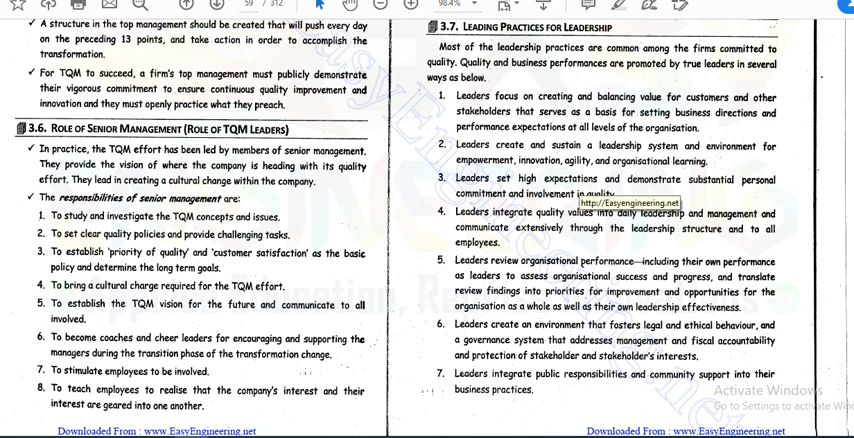 59 / 312
98.4%
✓ A structure in the top management should be created that will push every day
on the preceding 13 points, and take action in order to accomplish the
transformation.
✓ For TQM to succeed, a firm's top management must publicly demonstrate
their vigorous commitment to ensure continuous quality improvement and
innovation and they must openly practice what they preach.
3.6. ROLE OF SENIOR MANAGEMENT (ROLE OF TQM LEADERS)
✓ In practice, the TQM effort has been led by members of senior management.
They provide the vision of where the company is heading with its quality
effort. They lead in creating a cultural change within the company.
✓ The responsibilities of senior management are:
1. To study and investigate the TQM concepts and issues.
2. To set clear quality policies and provide challenging tasks.
3. To establish 'priority of quality' and 'customer satisfaction' as the basic
policy and determine the long term goals.
4. To bring a cultural charge required for the TQM effort.
5. To establish the TQM vision for the future and communicate to all
involved.
6. To become coaches and cheer leaders for encouraging and supporting the
managers during the transition phase of the transformation change.
7. To stimulate employees to be involved.
8. To teach employees to realise that the company's interest and their
interest are geared into one another.
Downloaded From : www.EasyEngineering.net
3.7. LEADING PRACTICES FOR LEADERSHIP
Most of the leadership practices are common among the firms committed to
quality. Quality and business performances are promoted by true leaders in several
ways as below.
1. Leaders focus on creating and balancing value for customers and other
stakeholders that serves as a basis for setting business directions and
performance expectations at all levels of the organisation.
2. Leaders create and sustain a leadership system and environment for
empowerment, innovation, agility, and organisational learning.
3. Leaders set high expectations and demonstrate substantial personal
commitment and involvement in quality.
http://Easyengineering.net
4. Leaders integrate quality values into daily leadership and management and
communicate extensively through the leadership structure and to all
employees.
5. Leaders review organisational performance—including their own performance
as leaders to assess organisational success and progress, and translate
review findings into priorities for improvement and opportunities for the
organisation as a whole as well as their own leadership effectiveness.
6. Leaders create an environment that fosters legal and ethical behaviour, and
a governance system that addresses management and fiscal accountability
and protection of stakeholder and stakeholder's interests.
7. Leaders integrate public responsibilities and community support into their
business practices.
Activate Windows
Go to Settings to activate Win
Downloaded From : www.EasyEngineering.net